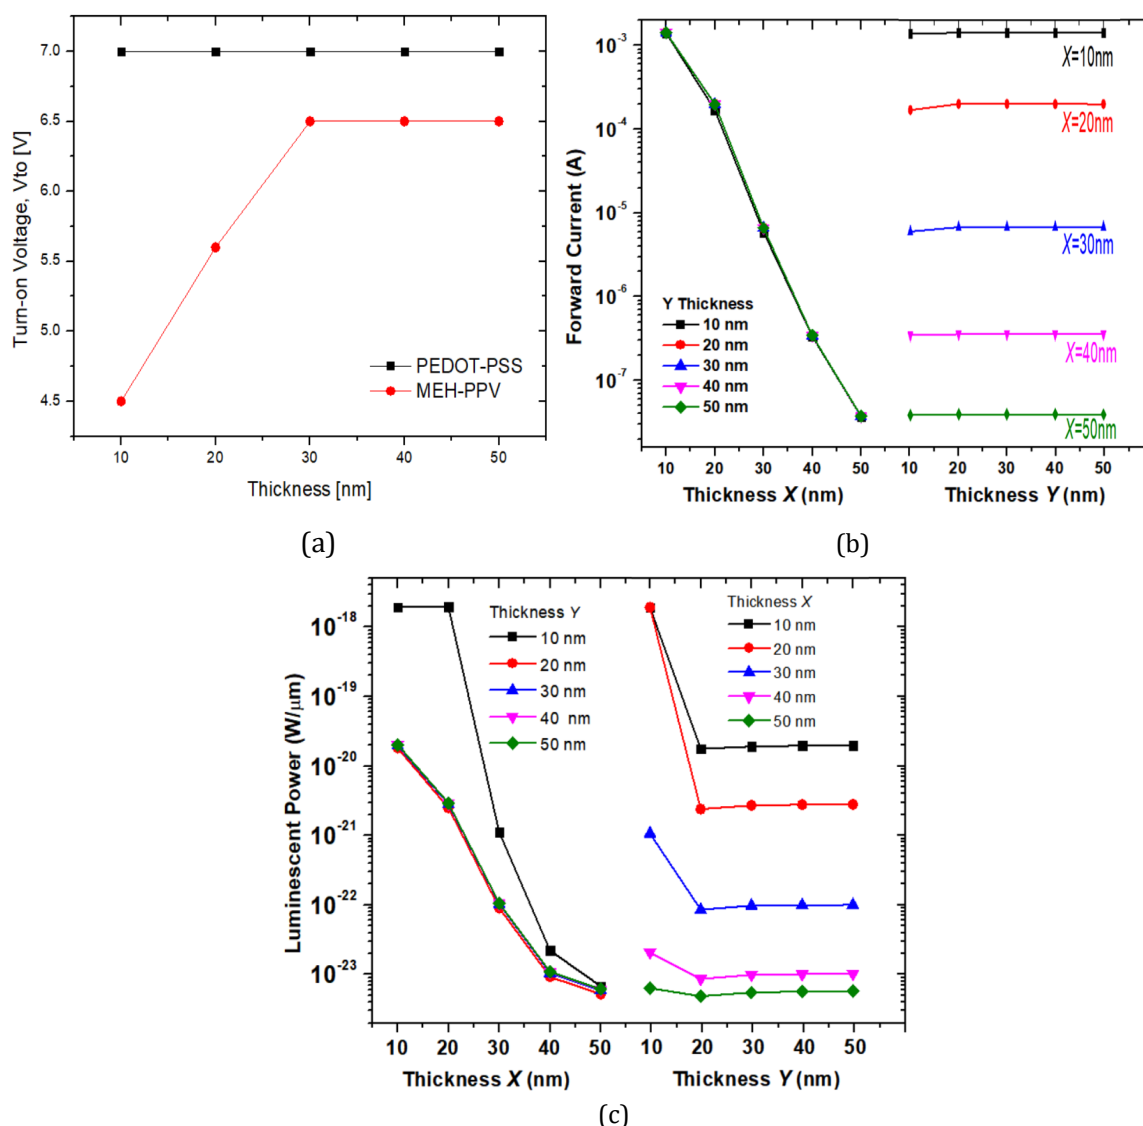 7.0
6.5
6.0
5.5
5.0
4.5
Turn-on Voltage, Vto [V]
PEDOT-PSS
MEH-PPV
10 20 30 40 50
Thickness [nm]
(a)
10-3
10-4
10-5
10-6
10-7
Forward Current (A)
X=10nm
X=20nm
X=30nm
X=40nm
X=50nm
Y Thickness
10 nm
20 nm
30 nm
40 nm
50 nm
10 20 30 40 50 10 20 30 40 50
Thickness X (nm) Thickness Y (nm)
(b)
10-18
10-19
10-20
10-21
10-22
10-23
Luminescent Power (W/μm)
Thickness Y
10 nm
20 nm
30 nm
40 nm
50 nm
Thickness X
10 nm
20 nm
30 nm
40 nm
50 nm
10 20 30 40 50 10 20 30 40 50
Thickness X (nm) Thickness Y (nm)
(c)